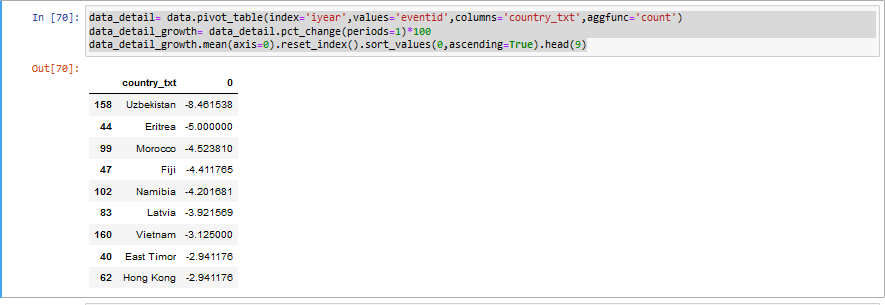 In [70]: data_detail= data.pivot_table(index='iyear',values='eventid',columns='country_txt',aggfunc='count')
data_detail_growth= data_detail.pct_change(periods=1)*100
data_detail_growth.mean(axis=0).reset_index().sort_values(0,ascending=True).head(9)
Out[70]:
country_txt 0
158 Uzbekistan -8.461538
44 Eritrea -5.000000
99 Morocco -4.523810
47 Fiji -4.411765
102 Namibia -4.201681
83 Latvia -3.921569
160 Vietnam -3.125000
40 East Timor -2.941176
62 Hong Kong -2.941176